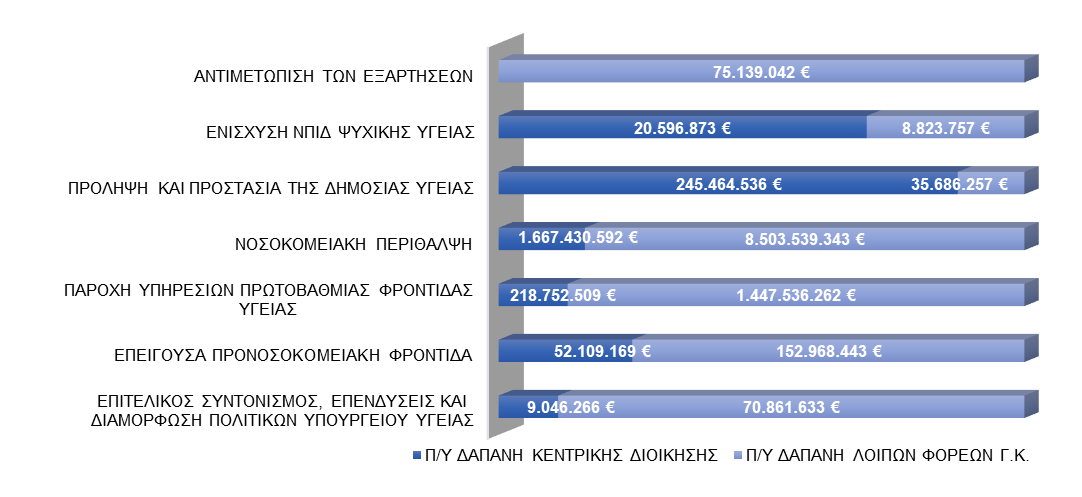 ΑΝΤΙΜΕΤΩΠΙΣΗ ΤΩΝ ΕΞΑΡΤΗΣΕΩΝ
75.139.042 €
ΕΝΙΣΧΥΣΗ ΝΠΙΔ ΨΥΧΙΚΗΣ ΥΓΕΙΑΣ
20.596.873 €
8.823.757 €
ΠΡΟΛΗΨΗ ΚΑΙ ΠΡΟΣΤΑΣΙΑ ΤΗΣ ΔΗΜΟΣΙΑΣ ΥΓΕΙΑΣ
245.464.536 €
35.686.257 €
ΝΟΣΟΚΟΜΕΙΑΚΗ ΠΕΡΙΘΑΛΨΗ
1.667.430.592 €
8.503.539.343 €
ΠΑΡΟΧΗ ΥΠΗΡΕΣΙΩΝ ΠΡΩΤΟΒΑΘΜΙΑΣ ΦΡΟΝΤΙΔΑΣ
ΥΓΕΙΑΣ
218.752.509 €
1.447.536.262 €
ΕΠΕΙΓΟΥΣΑ ΠΡΟΝΟΣΟΚΟΜΕΙΑΚΗ ΦΡΟΝΤΙΔΑ
52.109.169 €
152.968.443 €
ΕΠΙΤΕΛΙΚΟΣ ΣΥΝΤΟΝΙΣΜΟΣ, ΕΠΕΝΔΥΣΕΙΣ ΚΑΙ
ΔΙΑΜΟΡΦΩΣΗ ΠΟΛΙΤΙΚΩΝ ΥΠΟΥΡΓΕΙΟΥ ΥΓΕΙΑΣ
9.046.266 €
70.861.633 €
Π/Υ ΔΑΠΑΝΗ ΚΕΝΤΡΙΚΗΣ ΔΙΟΙΚΗΣΗΣ
Π/Υ ΔΑΠΑΝΗ ΛΟΙΠΩΝ ΦΟΡΕΩΝ Γ.Κ.